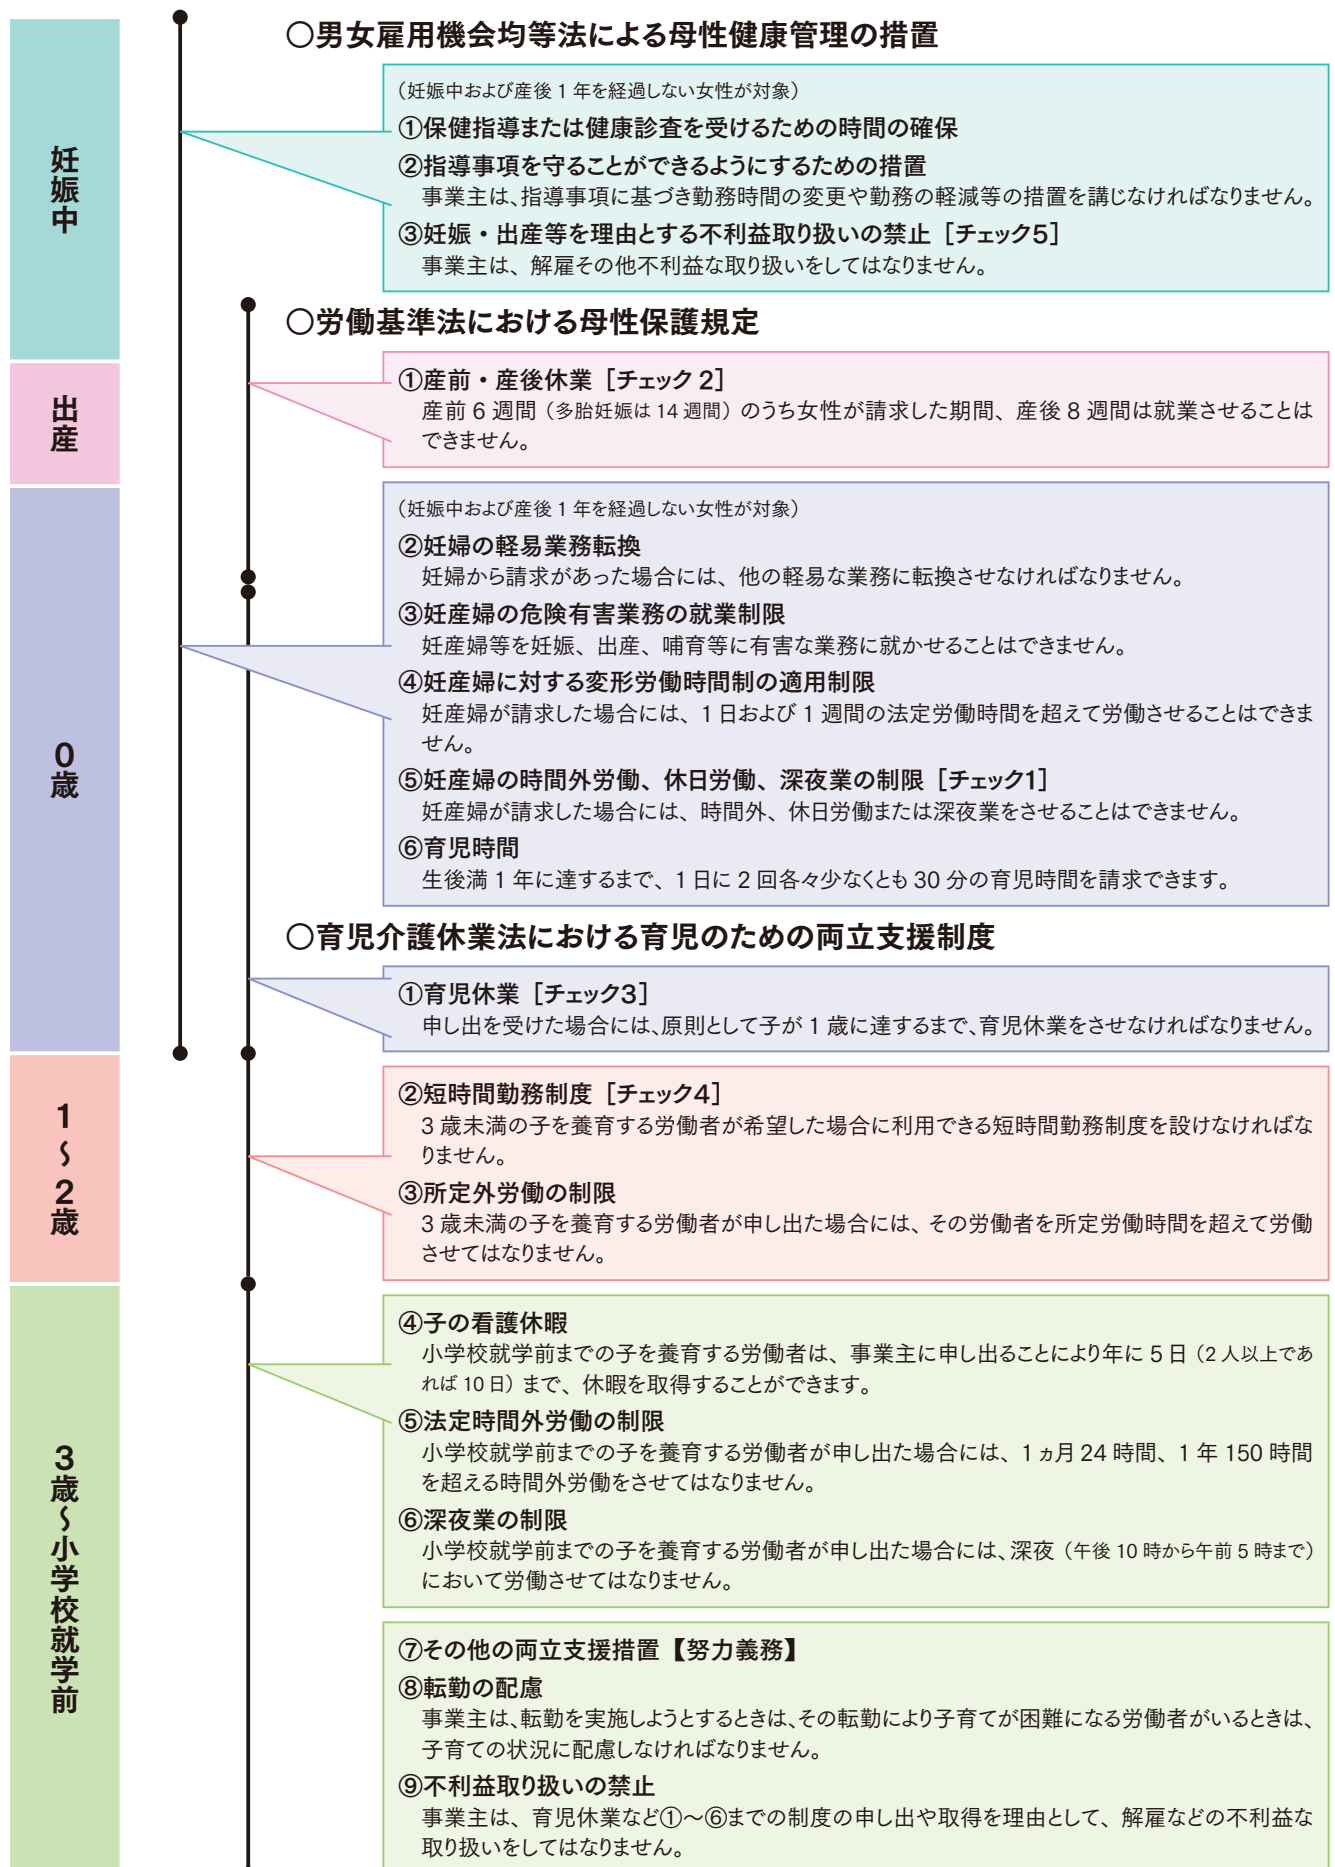 妊娠中
〇男女雇用機会均等法による母性健康管理の措置
（妊娠中および産後 1 年を経過しない女性が対象）
①保健指導または健康診査を受けるための時間の確保
②指導事項を守ることができるようにするための措置
事業主は、指導事項に基づき勤務時間の変更や勤務の軽減等の措置を講じなければなりません。
③妊娠・出産等を理由とする不利益取り扱いの禁止［チェック5］
事業主は、解雇その他不利益な取り扱いをしてはなりません。
〇労働基準法における母性保護規定
出産
①産前・産後休業［チェック 2］
産前 6 週間（多胎妊娠は 14 週間）のうち女性が請求した期間、産後 8 週間は就業させることは
できません。
0歳
（妊娠中および産後 1 年を経過しない女性が対象）
②妊婦の軽易業務転換
妊婦から請求があった場合には、他の軽易な業務に転換させなければなりません。
③妊産婦の危険有害業務の就業制限
妊産婦等を妊娠、出産、哺育等に有害な業務に就かせることはできません。
④妊産婦に対する変形労働時間制の適用制限
妊産婦が請求した場合には、1 日および 1 週間の法定労働時間を超えて労働させることはできま
せん。
⑤妊産婦の時間外労働、休日労働、深夜業の制限［チェック1］
妊産婦が請求した場合には、時間外、休日労働または深夜業をさせることはできません。
⑥育児時間
生後満 1 年に達するまで、1 日に 2 回各々少なくとも 30 分の育児時間を請求できます。
〇育児介護休業法における育児のための両立支援制度
①育児休業［チェック3］
申し出を受けた場合には、原則として子が 1 歳に達するまで、育児休業をさせなければなりません。
1〜2歳
②短時間勤務制度［チェック4］
3 歳未満の子を養育する労働者が希望した場合に利用できる短時間勤務制度を設けなければな
りません。
③所定外労働の制限
3 歳未満の子を養育する労働者が申し出た場合には、その労働者を所定労働時間を超えて労働
させてはなりません。
3歳〜小学校就学前
④子の看護休暇
小学校就学前までの子を養育する労働者は、事業主に申し出ることにより年に 5 日（2 人以上であ
れば 10 日）まで、休暇を取得することができます。
⑤法定時間外労働の制限
小学校就学前までの子を養育する労働者が申し出た場合には、1 ヵ月 24 時間、1 年 150 時間
を超える時間外労働をさせてはなりません。
⑥深夜業の制限
小学校就学前までの子を養育する労働者が申し出た場合には、深夜（午後 10 時から午前 5 時まで）
において労働させてはなりません。
⑦その他の両立支援措置【努力義務】
⑧転勤の配慮
事業主は、転勤を実施しようとするときは、その転勤により子育てが困難になる労働者がいるときは、
子育ての状況に配慮しなければなりません。
⑨不利益取り扱いの禁止
事業主は、育児休業など①〜⑥までの制度の申し出や取得を理由として、解雇などの不利益な
取り扱いをしてはなりません。